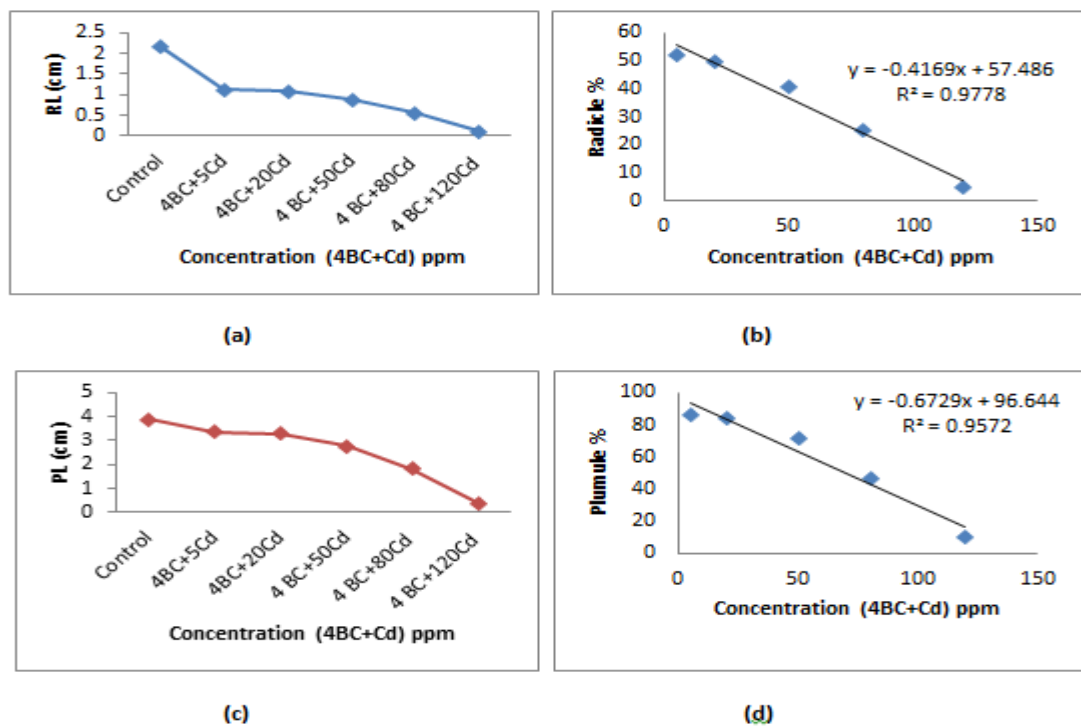 2.5
2
1.5
1
0.5
0
RL (cm)
Control
4BC+5Cd
4BC+20Cd
4 BC+50Cd
4 BC+80Cd
4 BC+120Cd
Concentration (4BC+Cd) ppm
(a)
60
50
40
30
20
10
0
Radicle %
y = -0.4169x + 57.486
R² = 0.9778
0 50 100 150
Concentration (4BC+Cd) ppm
(b)
5
4
3
2
1
0
PL (cm)
Control
4BC+5Cd
4BC+20Cd
4 BC+50Cd
4 BC+80Cd
4 BC+120Cd
Concentration (4BC+Cd) ppm
(c)
100
80
60
40
20
0
Plumule %
y = -0.6729x + 96.644
R² = 0.9572
0 50 100 150
Concentration (4BC+Cd) ppm
(d)